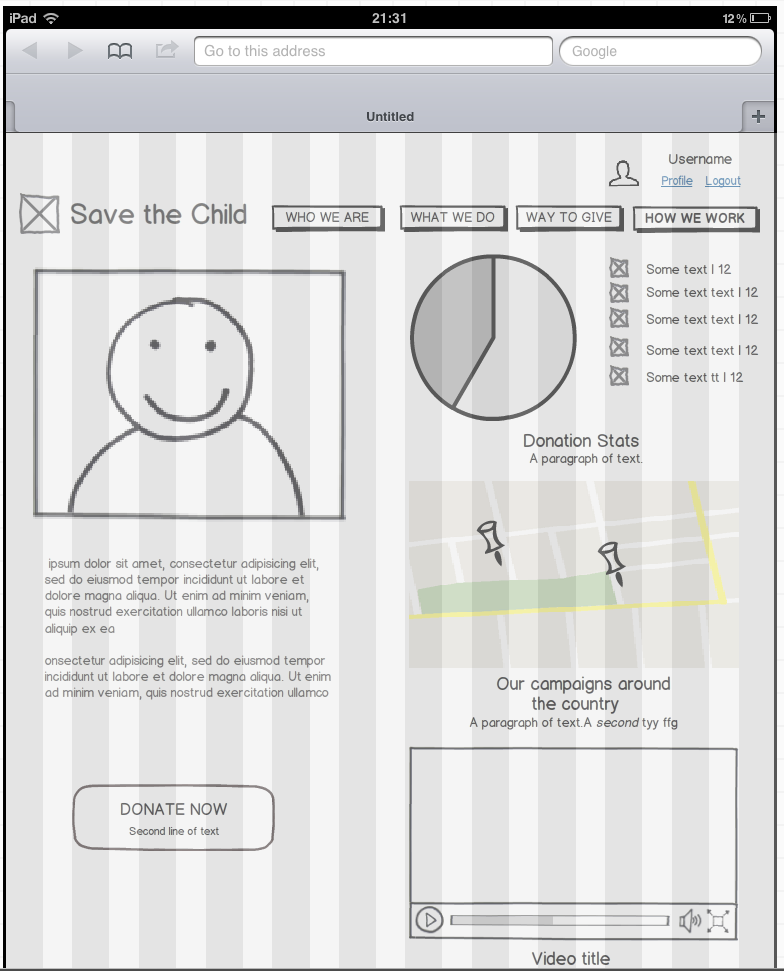 iPad
21:31
12%
Go to this address
Google
Untitled
Username
Profile Logout
Save the Child
WHO WE ARE
WHAT WE DO
WAY TO GIVE
HOW WE WORK
Some text | 12
Some text text | 12
Some text text | 12
Some text text | 12
Some text tt | 12
Donation Stats
A paragraph of text.
ipsum dolor sit amet, consectetur adipisicing elit,
sed do eiusmod tempor incididunt ut labore et
dolore magna aliqua. Ut enim ad minim veniam,
quis nostrud exercitation ullamco laboris nisi ut
aliquip ex ea
onsectetur adipisicing elit, sed do eiusmod tempor
incididunt ut labore et dolore magna aliqua. Ut enim
ad minim veniam, quis nostrud exercitation ullamco
Our campaigns around
the country
A paragraph of text.A second tyy ffg
DONATE NOW
Second line of text
Video title